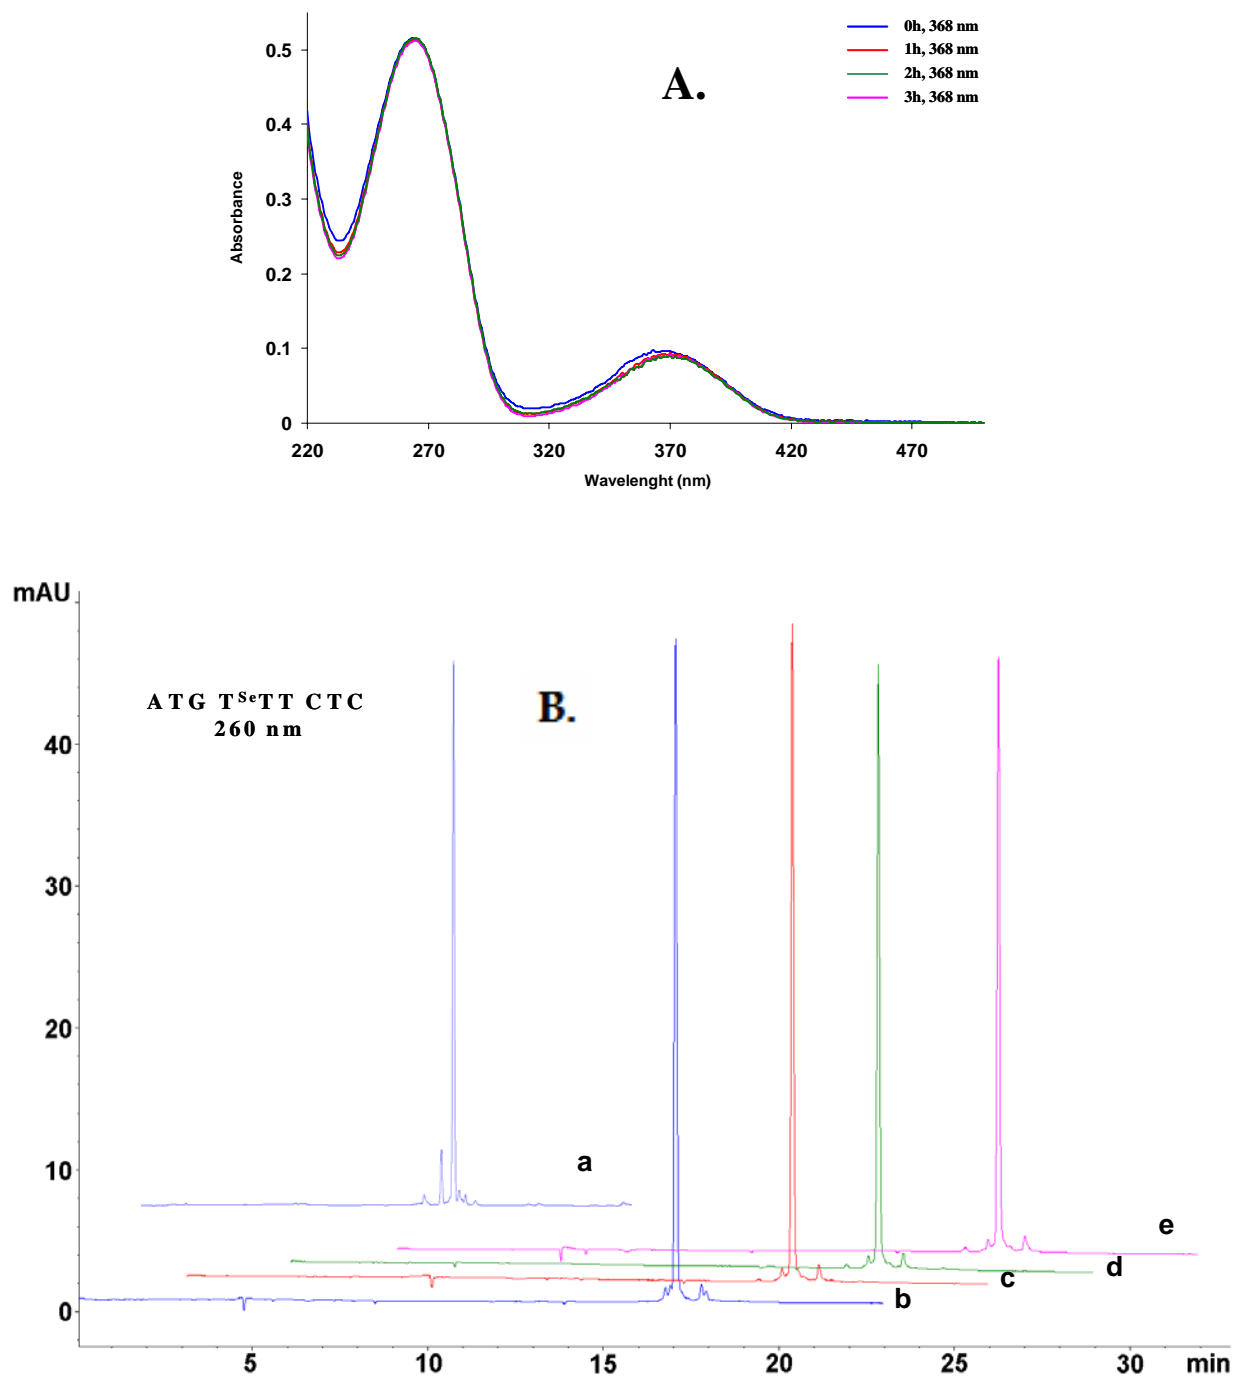 0h, 368 nm
1h, 368 nm
2h, 368 nm
3h, 368 nm
A.
0.5
0.4
0.3
0.2
0.1
0
Absorbance
220 270 320 370 420 470
Wavelenght (nm)
mAU
ATG TSeTT CTC
260 nm
B.
40
30
20
10
0
a
e
d
c
b
5 10 15 20 25 30 min